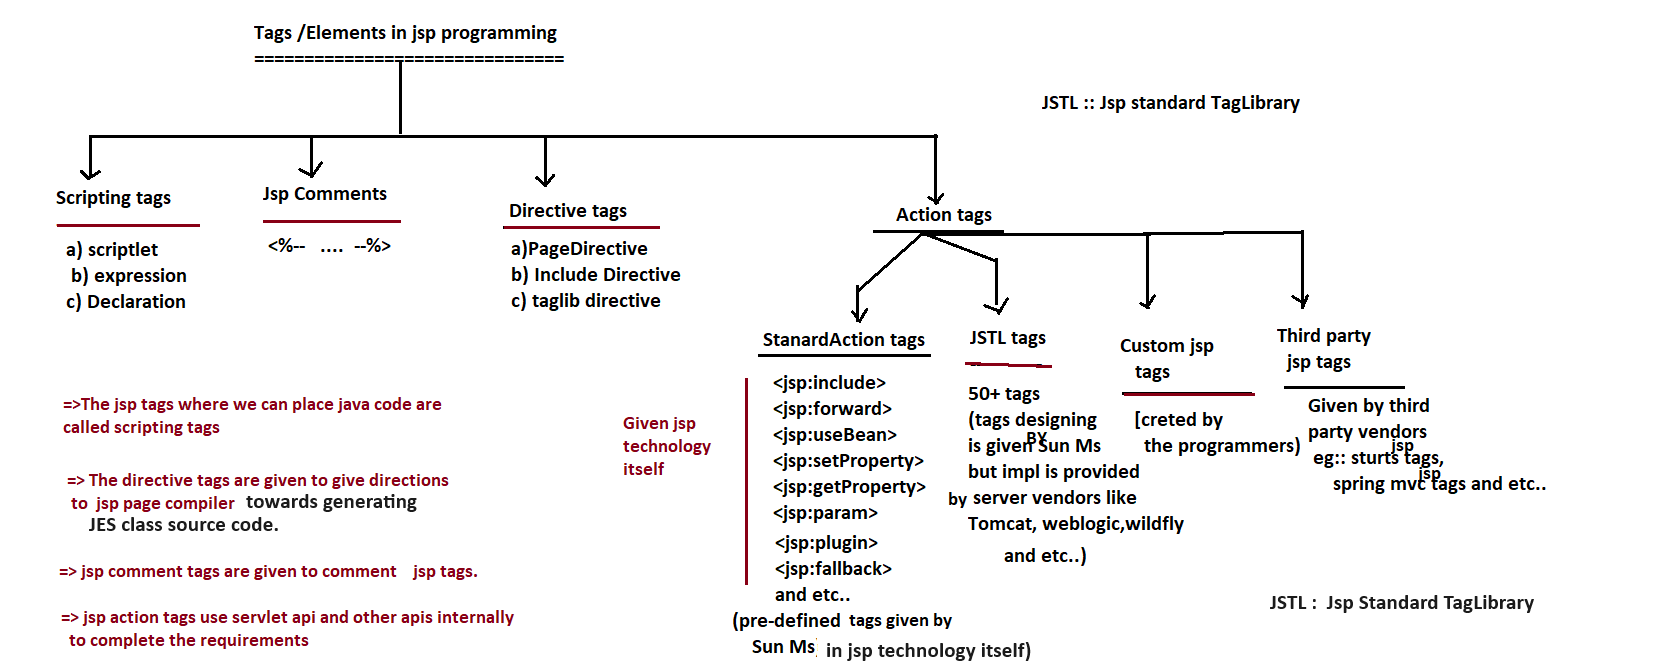 Tags /Elements in jsp programming
===============================
JSTL :: Jsp standard TagLibrary
Scripting tags
a) scriptlet
b) expression
c) Declaration
Jsp Comments
<%-- .... --%>
Directive tags
a)PageDirective
b) Include Directive
c) taglib directive
Action tags
StanardAction tags
<jsp:include>
<jsp:forward>
<jsp:useBean>
<jsp:setProperty>
<jsp:getProperty>
<jsp:param>
<jsp:plugin>
<jsp:fallback>
and etc..
(pre-defined tags given by
Sun Ms
in jsp technology itself)
Given jsp
technology
itself
JSTL tags
50+ tags
(tags designing
is given BY Sun Ms
but impl is provided
by server vendors like
Tomcat, weblogic,wildfly
and etc..)
Custom jsp
tags
[creted by
the programmers)
Third party
jsp tags
Given by third
party vendors
eg:: sturts jsp tags,
spring mvc jsp tags and etc..
=>The jsp tags where we can place java code are
called scripting tags
=> The directive tags are given to give directions
to jsp page compiler towards generating
JES class source code.
=> jsp comment tags are given to comment jsp tags.
=> jsp action tags use servlet api and other apis internally
to complete the requirements
JSTL : Jsp Standard TagLibrary